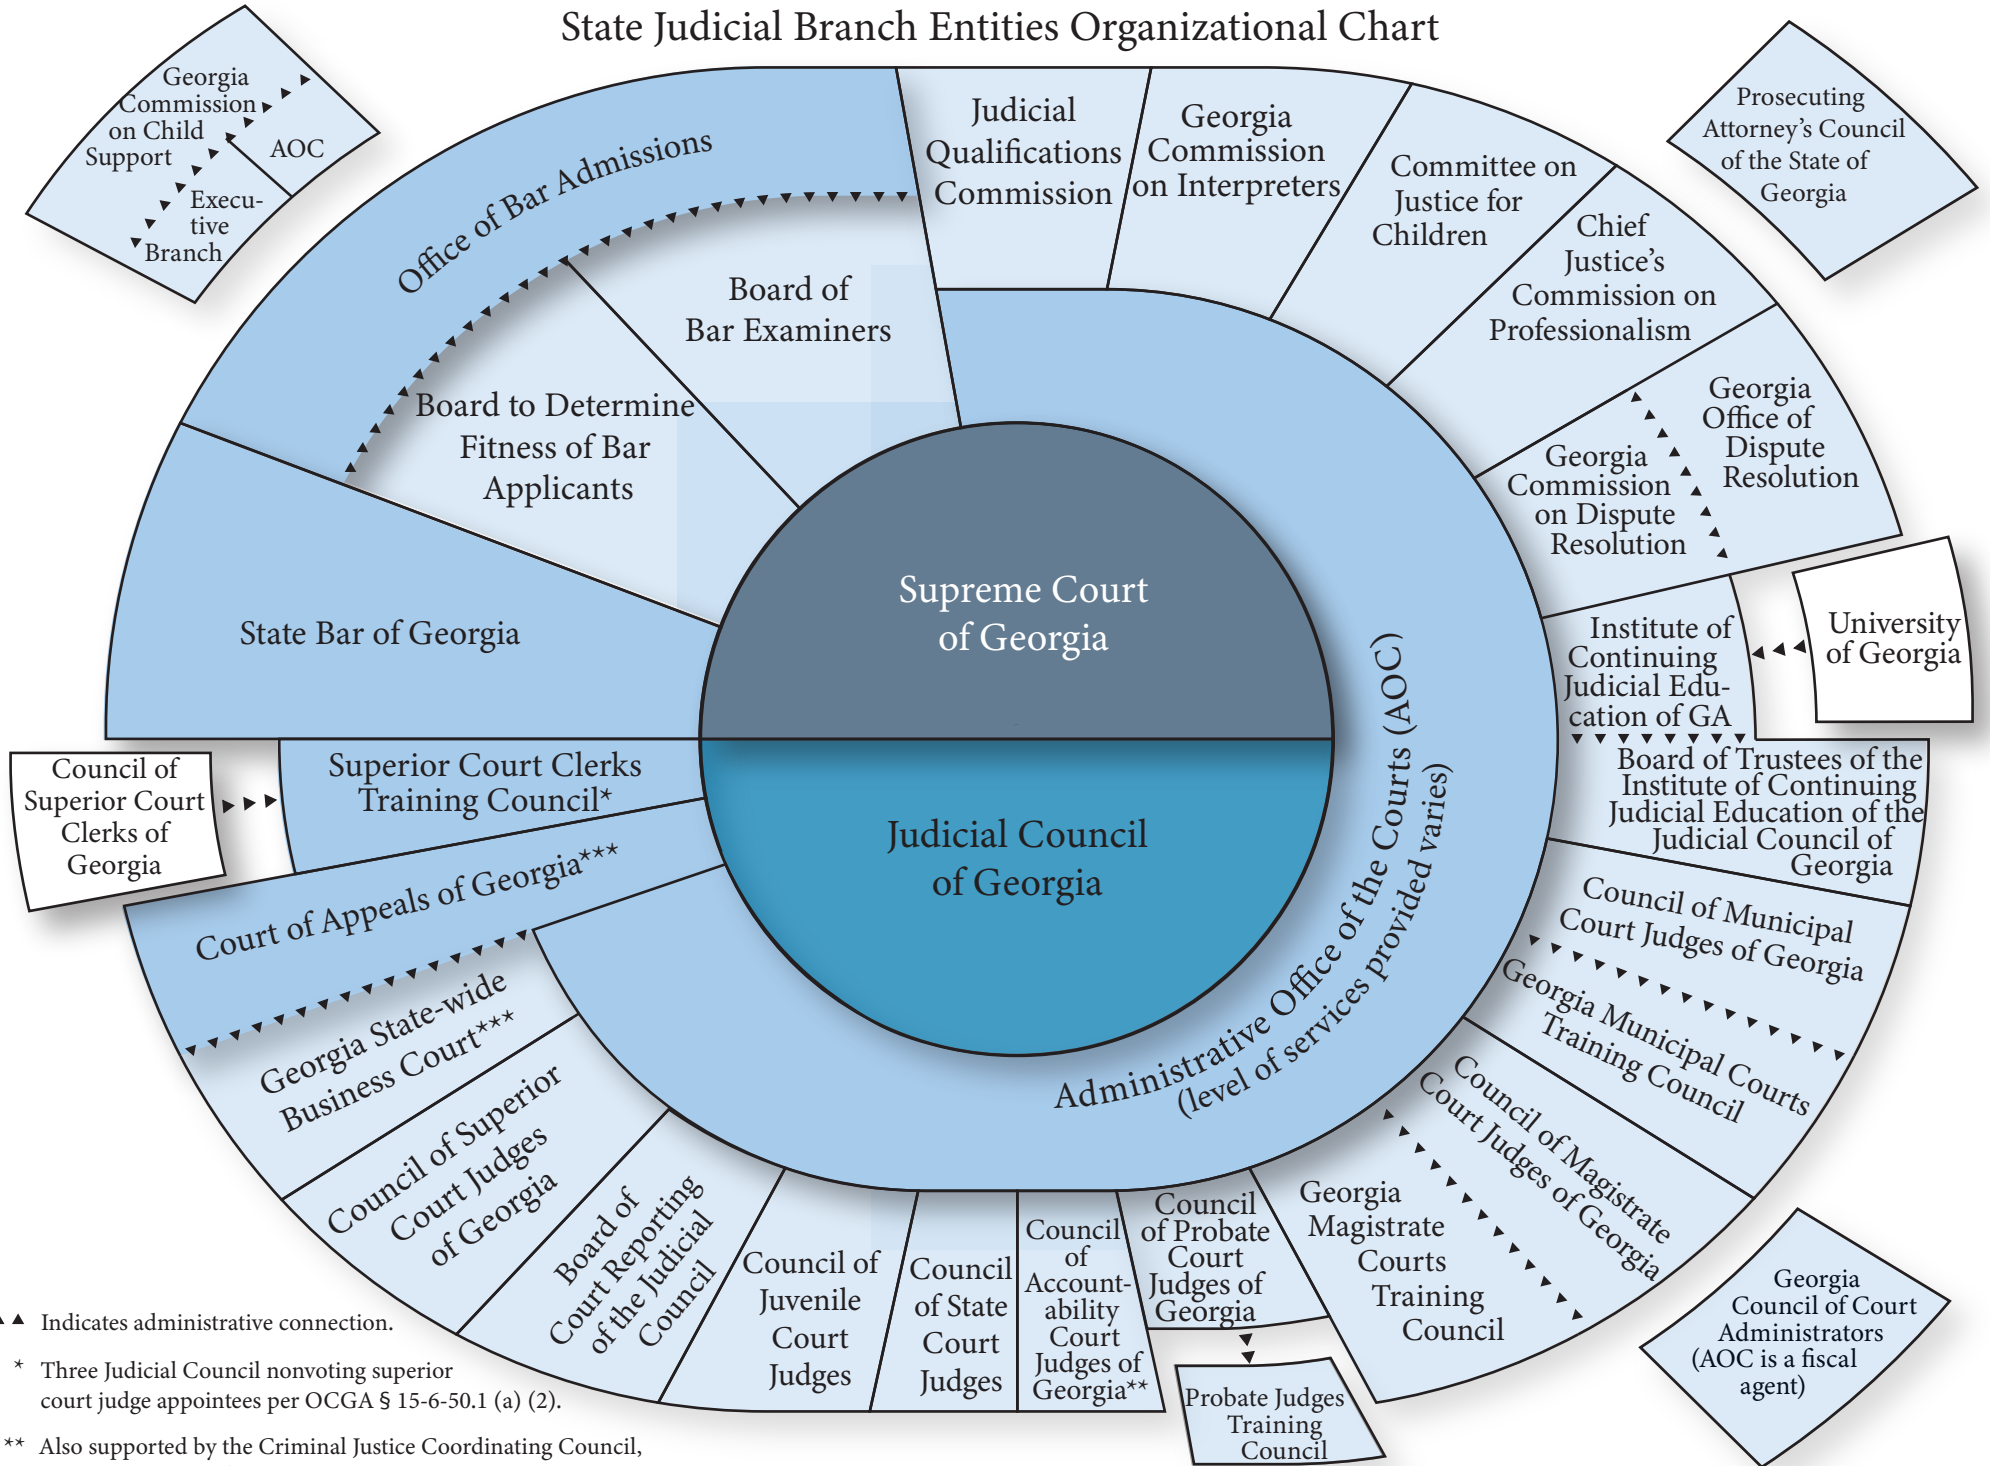 State Judicial Branch Entities Organizational Chart
Georgia
Commission
on Child
Support
AOC
Execu-
tive
Branch
Office of Bar Admissions
Judicial
Qualifications
Commission
Georgia
Commission
on Interpreters
Committee on
Justice for
Children
Chief
Justice's
Commission on
Professionalism
Prosecuting
Attorney's Council
of the State of
Georgia
Board of
Bar Examiners
Board to Determine
Fitness of Bar
Applicants
Georgia
Office of
Dispute
Resolution
Georgia
Commission
on Dispute
Resolution
State Bar of Georgia
Supreme Court
of Georgia
Institute of
Continuing
Judicial Edu-
cation of GA
University
of Georgia
Council of
Superior Court
Clerks of
Georgia
Superior Court Clerks
Training Council*
Judicial Council
of Georgia
Administrative Office of the Courts (AOC)
(level of services provided varies)
Board of Trustees of the
Institute of Continuing
Judicial Education of the
Judicial Council of
Georgia
Court of Appeals of Georgia***
Council of Municipal
Court Judges of Georgia
Georgia Municipal Courts
Training Council
Georgia State-wide
Business Court***
Council of Superior
Court Judges
of Georgia
Board of
Court Reporting
of the Judicial
Council
Council of
Juvenile
Court
Judges
Council
of State
Court
Judges
Council
of
Account-
ability
Court
Judges of
Georgia**
Council
of Probate
Court
Judges of
Georgia
Probate Judges
Training
Council
Georgia
Magistrate
Courts
Training
Council
Council of Magistrate
Court Judges of Georgia
Georgia
Council of Court
Administrators
(AOC is a fiscal
agent)
Indicates administrative connection.
* Three Judicial Council nonvoting superior
court judge appointees per OCGA § 15-6-50.1 (a) (2).
** Also supported by the Criminal Justice Coordinating Council,